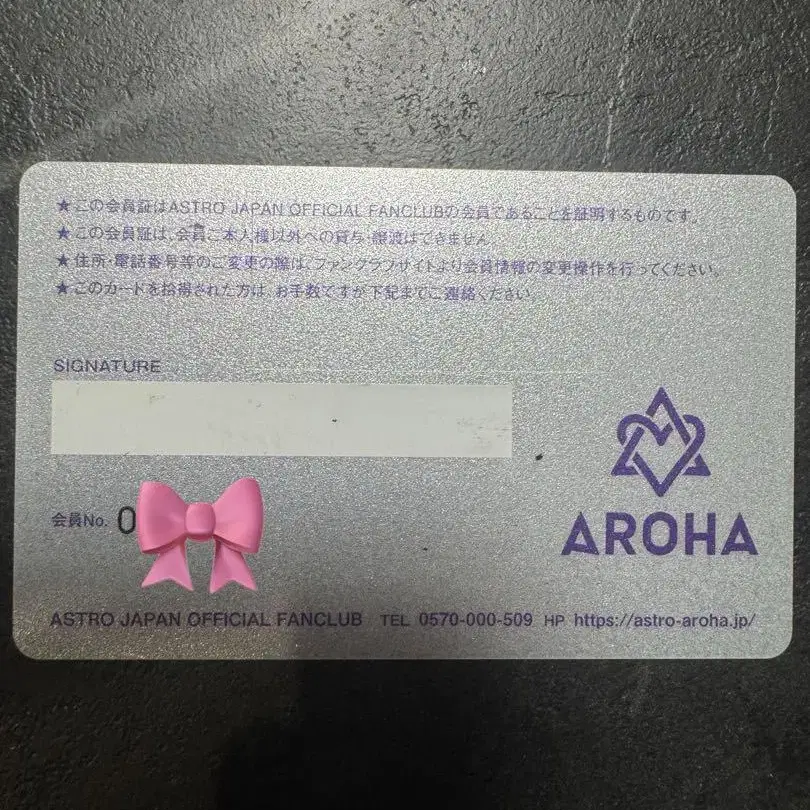 ★この会員証はASTRO JAPAN OFFICIAL FANCLUBの会員であることを証明するものです。
★この会員証は、会員ご本人様以外への貸与・譲渡はできません。
★住所・電話番号等のご変更の際は、ファンクラブサイトより会員情報の変更操作を行ってください。
★このカードを拾得された方は、お手数ですが下記までご連絡ください。
SIGNATURE
会員No. 0
AROHA
ASTRO JAPAN OFFICIAL FANCLUB TEL 0570-000-509 HP https://astro-aroha.jp/